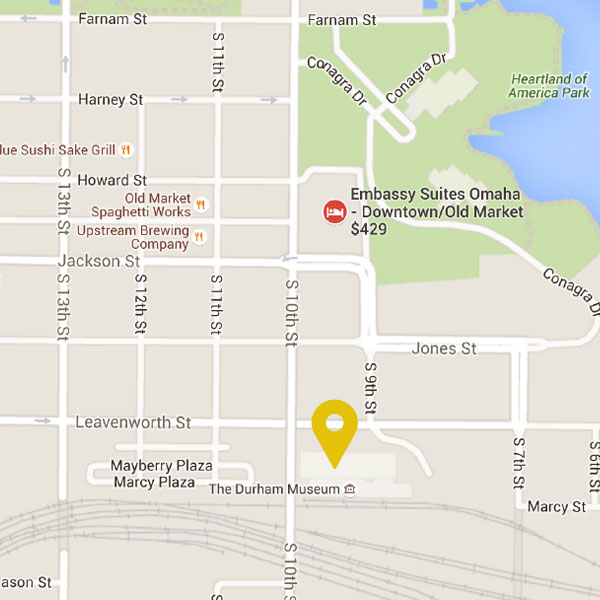 Farnam St
Farnam St
S 11th St
Conagra Dr
Conagra Dr
Heartland of
America Park
Harney St
lue Sushi Sake Grill
S 13th St
Howard St
Old Market
Spaghetti Works
Upstream Brewing
Company
Embassy Suites Omaha
- Downtown/Old Market
$429
Jackson St
Conagra Dr
S 13th St
S 12th St
S 11th St
S 10th St
Jones St
S 9th St
Leavenworth St
S 7th St
S 6th St
Mayberry Plaza
Marcy Plaza
The Durham Museum
Marcy St
S 10th St
ason St